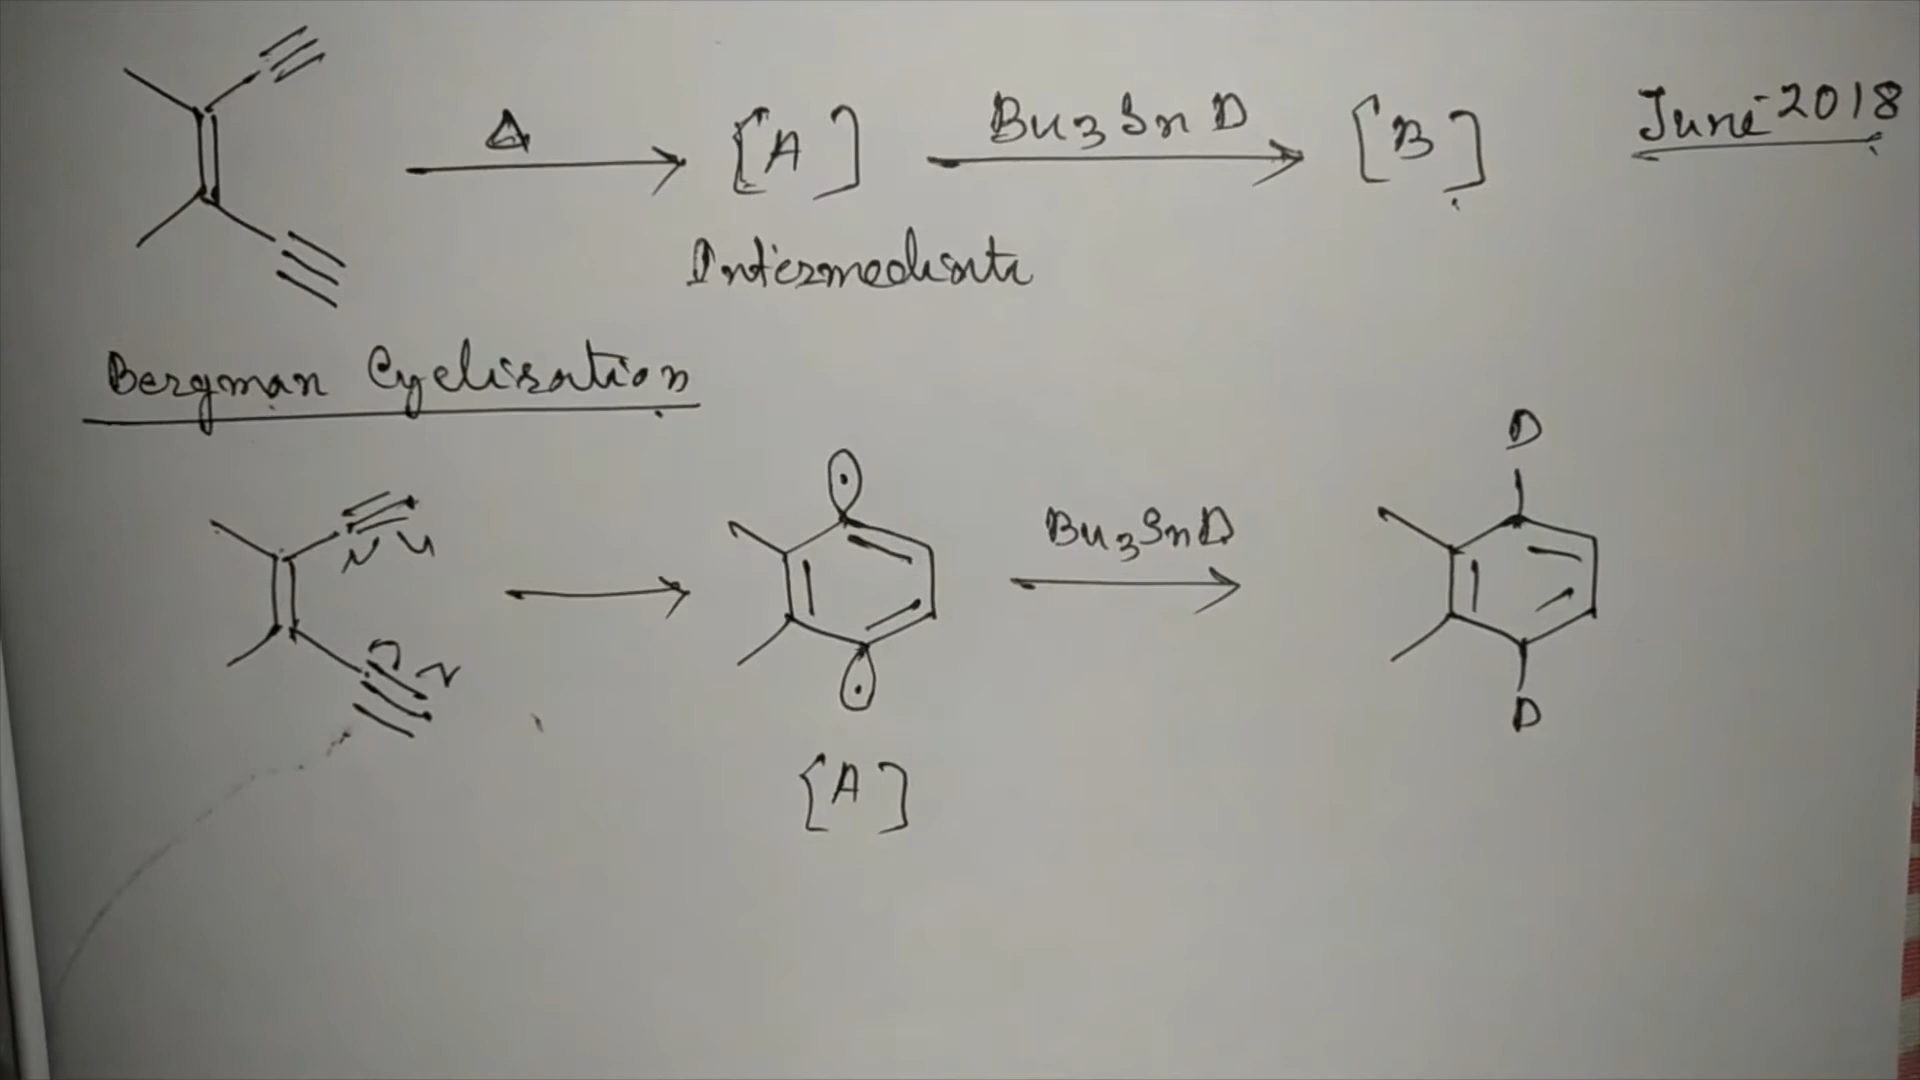 Δ [A] Bu3SnD [B] June-2018
Intermediate
Bergman Cyclisation
D
Bu3SnD
D
[A]